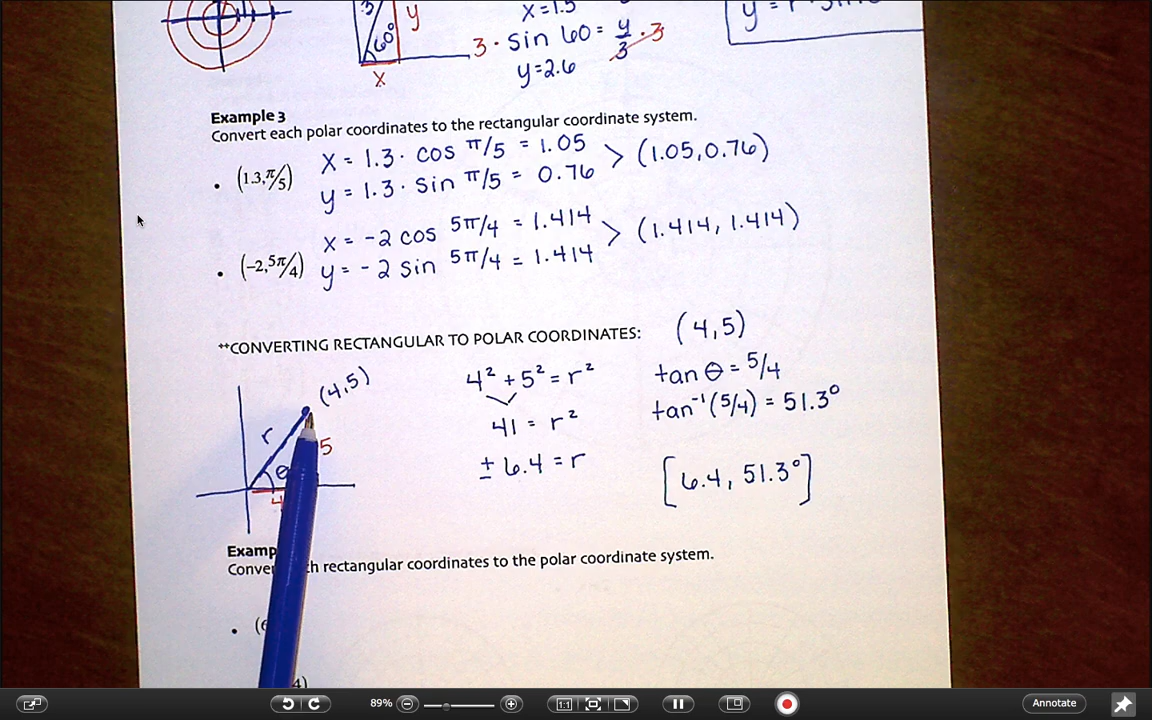 .3
60°
y
x
x=1.5
3 · sin 60 = y/3 · 3
y=2.6
y =
Example 3
Convert each polar coordinates to the rectangular coordinate system.
• (1.3, π/5) x = 1.3 · cos π/5 = 1.05
y = 1.3 · sin π/5 = 0.76 > (1.05, 0.76)
• (−2, 5π/4) x = -2 cos 5π/4 = 1.414
y = -2 sin 5π/4 = 1.414 > (1.414, 1.414)
**CONVERTING RECTANGULAR TO POLAR COORDINATES: (4,5)
(4,5)
r
5
θ
4
4² + 5² = r²
41 = r²
± 6.4 = r
tan θ = 5/4
tan⁻¹(5/4) = 51.3°
[6.4, 51.3°]
rectangular coordinates to the polar coordinate system.
89%
1:1
Annotate